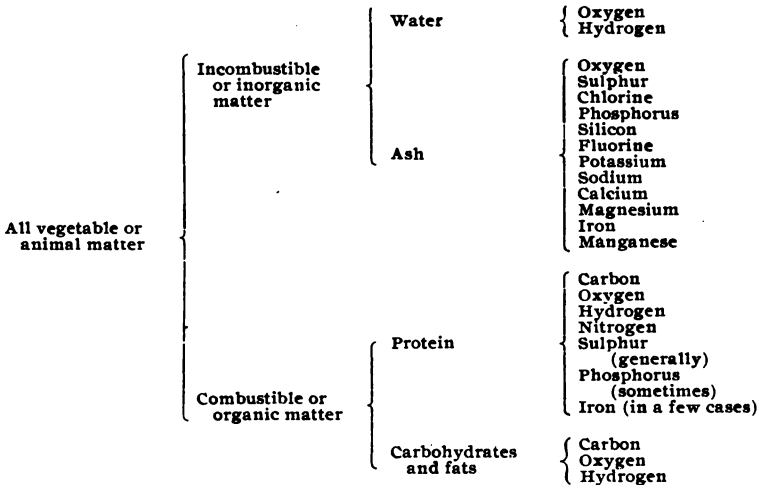 Water
Oxygen
Hydrogen
Incombustible
or inorganic
matter
Ash
Oxygen
Sulphur
Chlorine
Phosphorus
Silicon
Fluorine
Potassium
Sodium
Calcium
Magnesium
Iron
Manganese
All vegetable or
animal matter
Combustible or
organic matter
Protein
Carbon
Oxygen
Hydrogen
Nitrogen
Sulphur
(generally)
Phosphorus
(sometimes)
Iron (in a few cases)
Carbohydrates
and fats
Carbon
Oxygen
Hydrogen